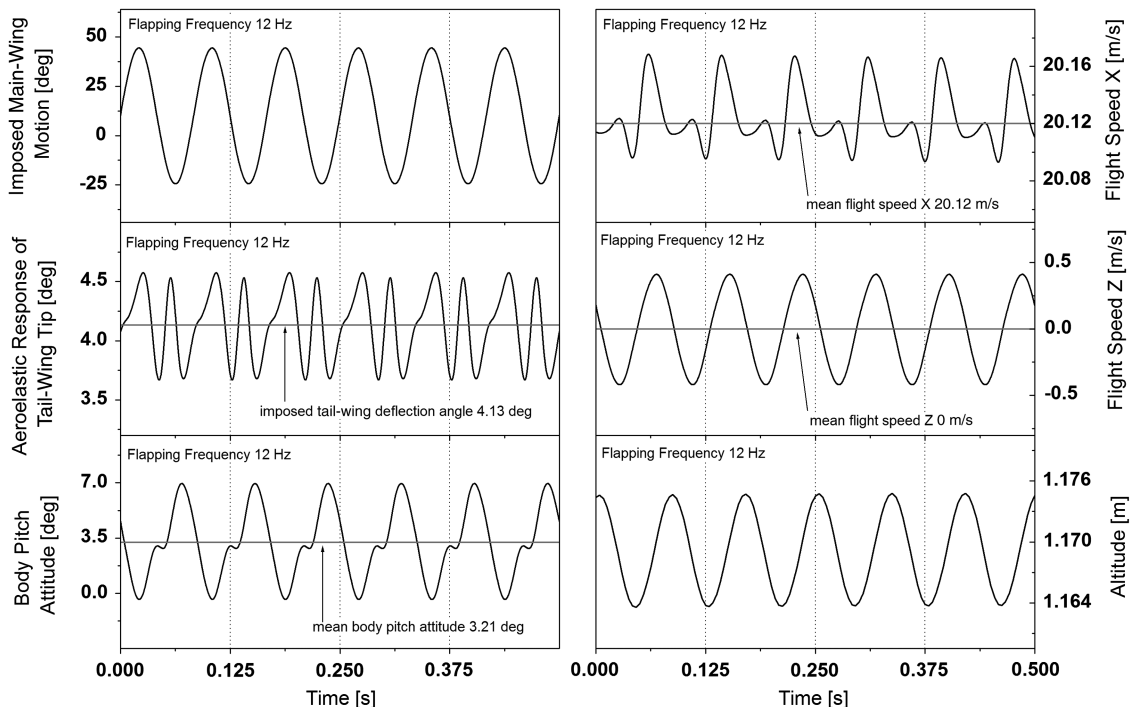 Imposed Main-Wing
Motion [deg]
50
25
0
-25
Flapping Frequency 12 Hz
Aeroelastic Response of
Tail-Wing Tip [deg]
4.5
4.0
3.5
Flapping Frequency 12 Hz
imposed tail-wing deflection angle 4.13 deg
Body Pitch
Attitude [deg]
7.0
3.5
0.0
Flapping Frequency 12 Hz
mean body pitch attitude 3.21 deg
0.000
0.125
0.250
0.375
Time [s]
Flapping Frequency 12 Hz
mean flight speed X 20.12 m/s
20.16
20.12
20.08
Flight Speed X [m/s]
Flapping Frequency 12 Hz
mean flight speed Z 0 m/s
0.5
0.0
-0.5
Flight Speed Z [m/s]
Flapping Frequency 12 Hz
1.176
1.170
1.164
Altitude [m]
0.000
0.125
0.250
0.375
0.500
Time [s]